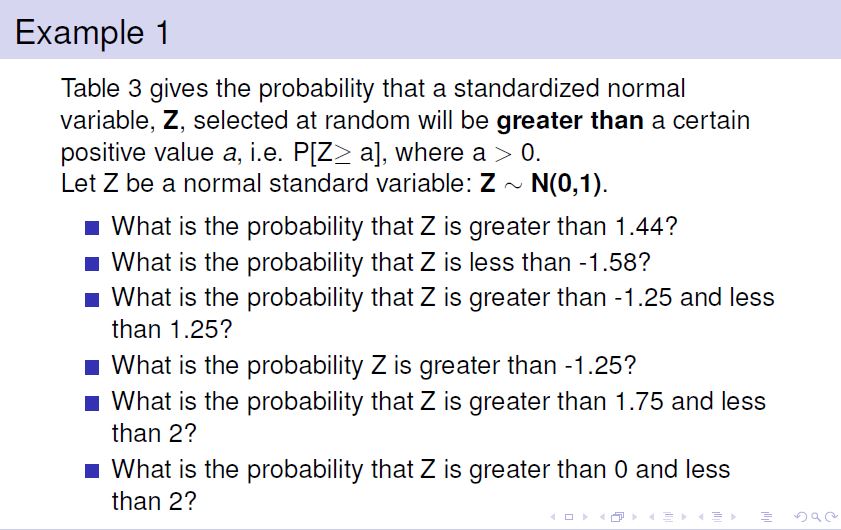 Example 1
Table 3 gives the probability that a standardized normal
variable, Z, selected at random will be greater than a certain
positive value a, i.e. P[Z≥ a], where a > 0.
Let Z be a normal standard variable: Z ∼ N(0,1).
What is the probability that Z is greater than 1.44?
What is the probability that Z is less than -1.58?
What is the probability that Z is greater than -1.25 and less
than 1.25?
What is the probability Z is greater than -1.25?
What is the probability that Z is greater than 1.75 and less
than 2?
What is the probability that Z is greater than 0 and less
than 2?